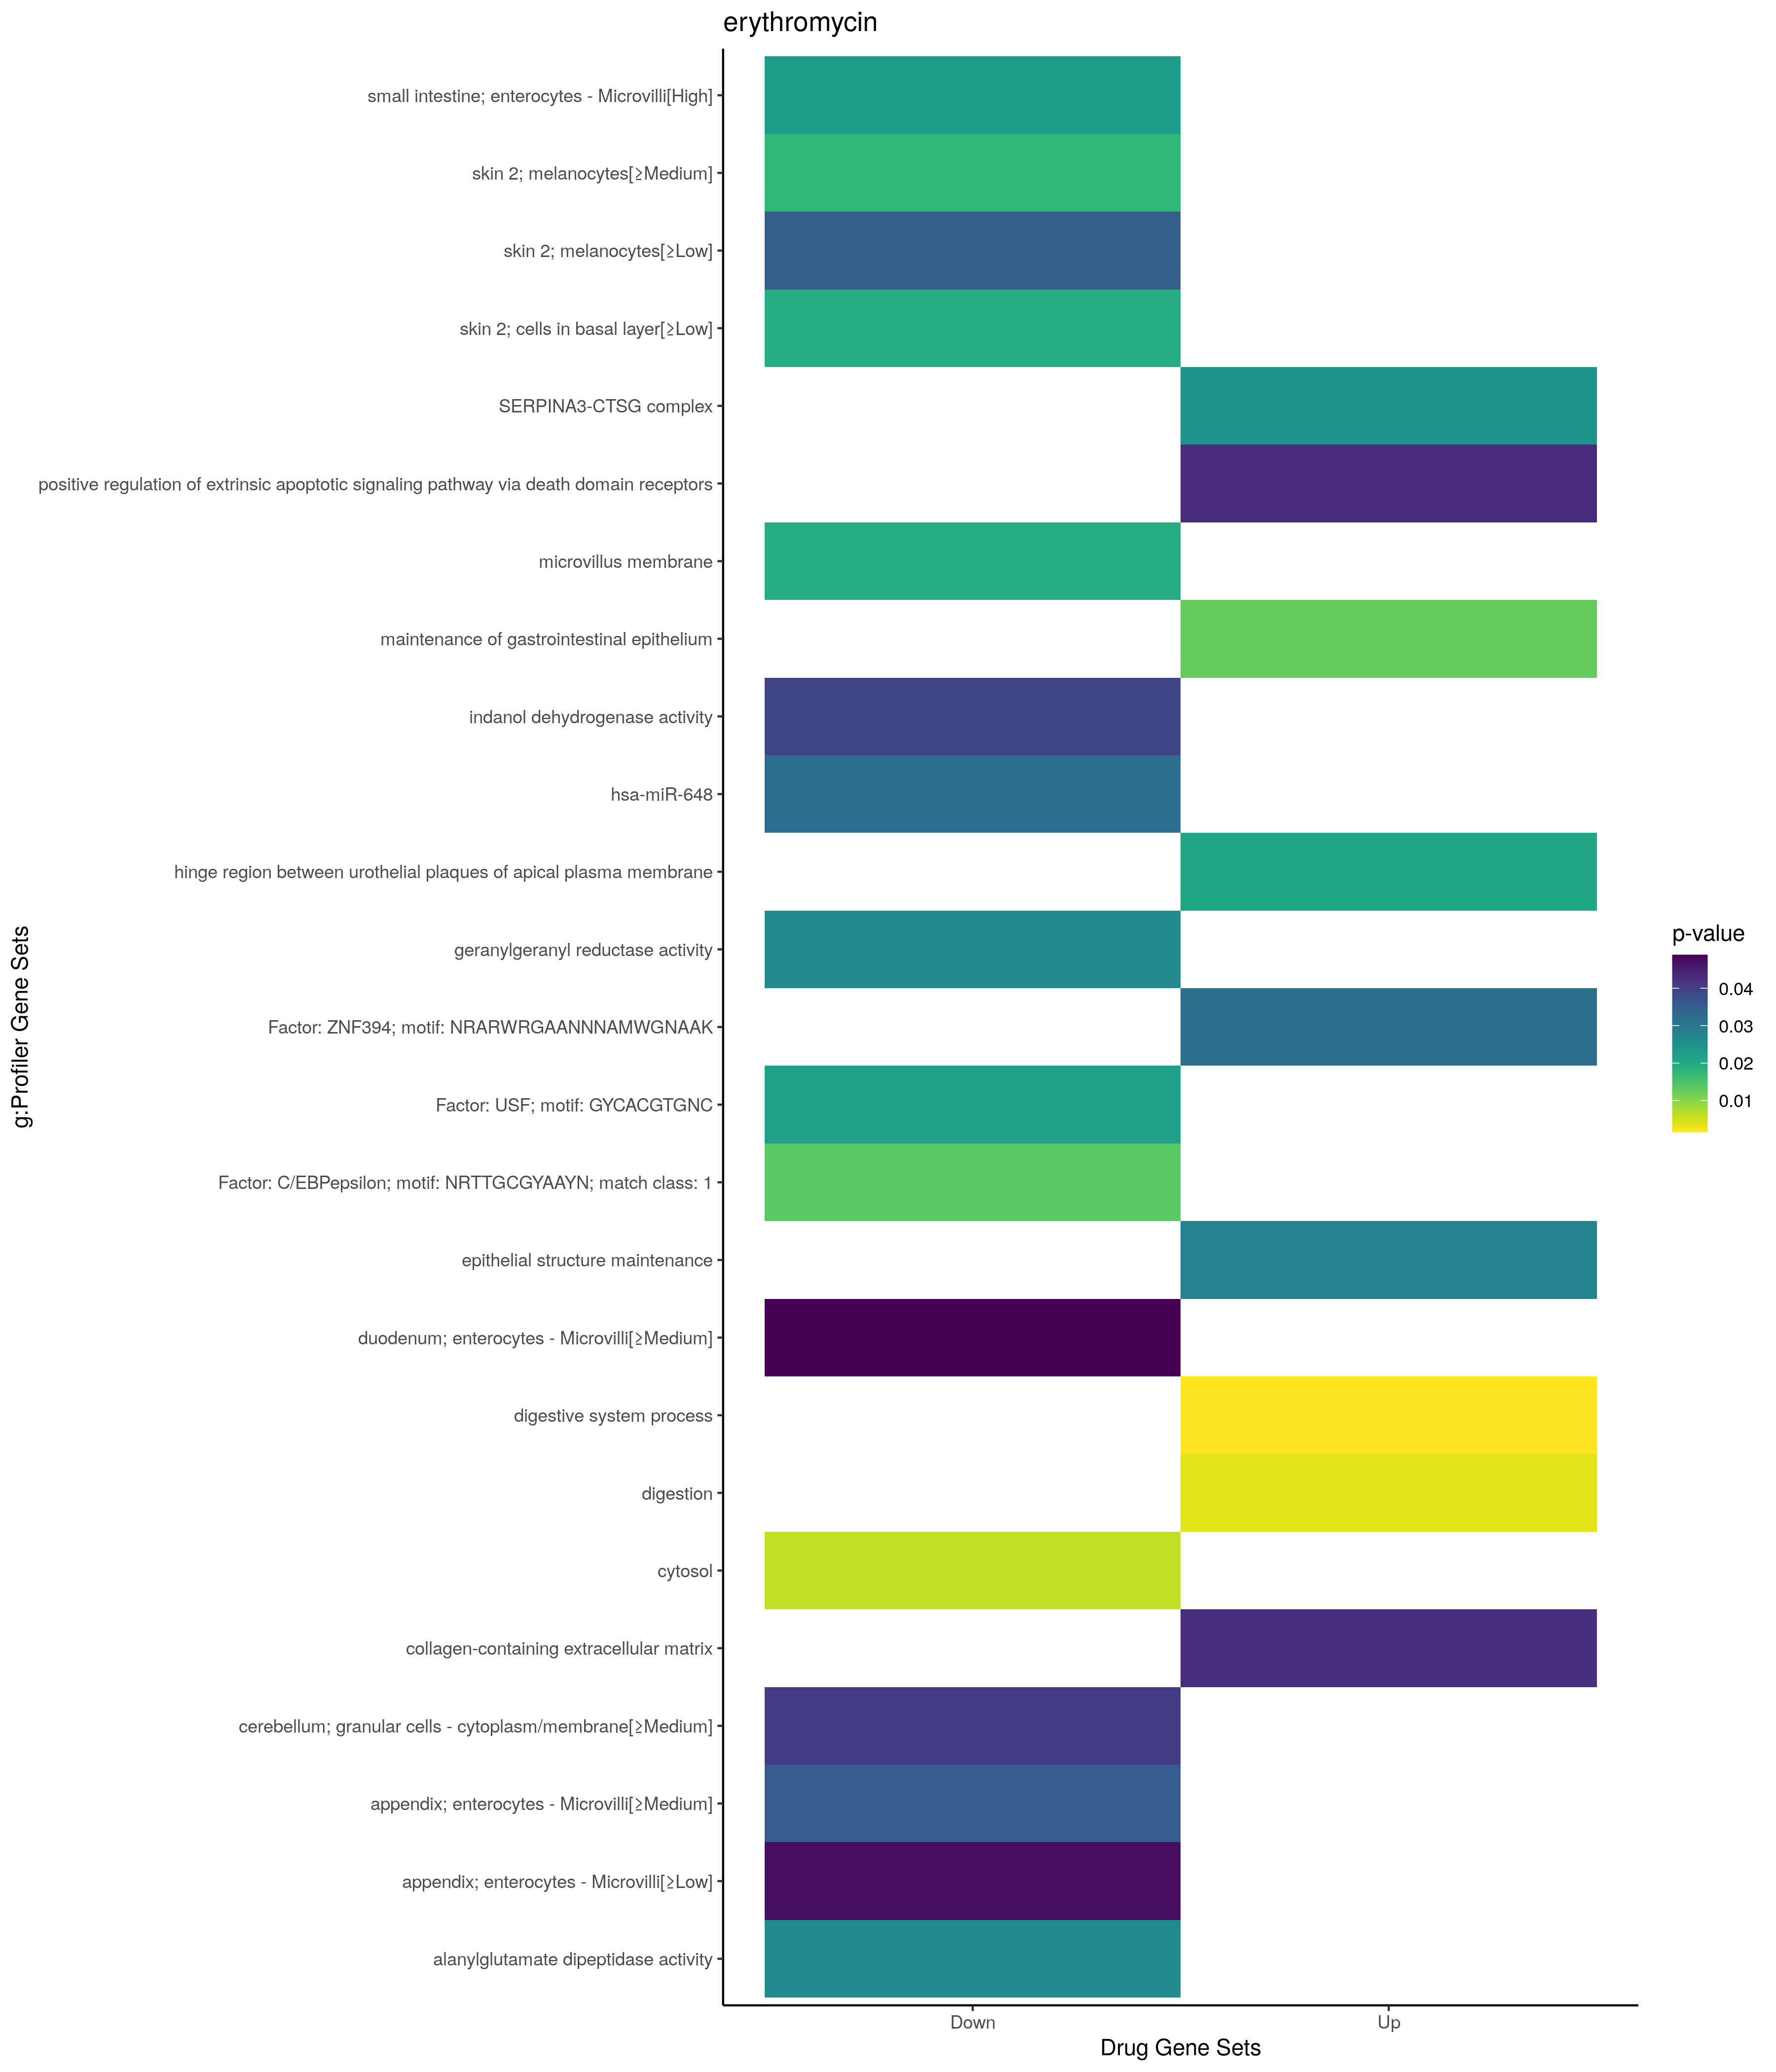 erythromycin
small intestine; enterocytes - Microvilli[High]
skin 2; melanocytes[≥Medium]
skin 2; melanocytes[≥Low]
skin 2; cells in basal layer[≥Low]
SERPINA3-CTSG complex
positive regulation of extrinsic apoptotic signaling pathway via death domain receptors
microvillus membrane
maintenance of gastrointestinal epithelium
indanol dehydrogenase activity
hsa-miR-648
hinge region between urothelial plaques of apical plasma membrane
geranylgeranyl reductase activity
Factor: ZNF394; motif: NRARWRGAANNNAMWGNAAK
Factor: USF; motif: GYCACGTGNC
Factor: C/EBPepsilon; motif: NRTTGCGYAAYN; match class: 1
epithelial structure maintenance
duodenum; enterocytes - Microvilli[≥Medium]
digestive system process
digestion
cytosol
collagen-containing extracellular matrix
cerebellum; granular cells - cytoplasm/membrane[≥Medium]
appendix; enterocytes - Microvilli[≥Medium]
appendix; enterocytes - Microvilli[≥Low]
alanylglutamate dipeptidase activity
g:Profiler Gene Sets
Down
Up
Drug Gene Sets
p-value
0.04
0.03
0.02
0.01